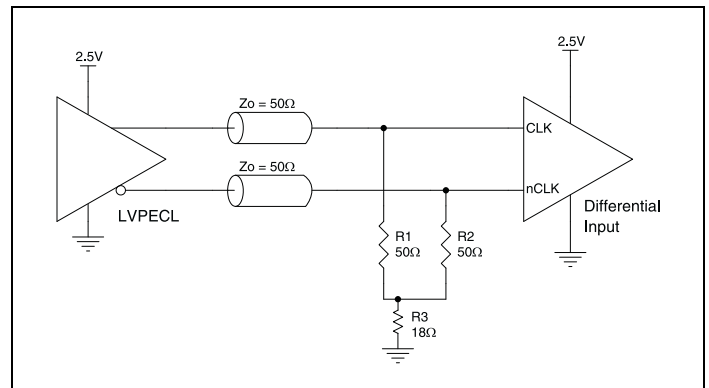 2.5V
2.5V
Zo = 50Ω
CLK
Zo = 50Ω
nCLK
LVPECL
Differential
Input
R1
50Ω
R2
50Ω
R3
18Ω